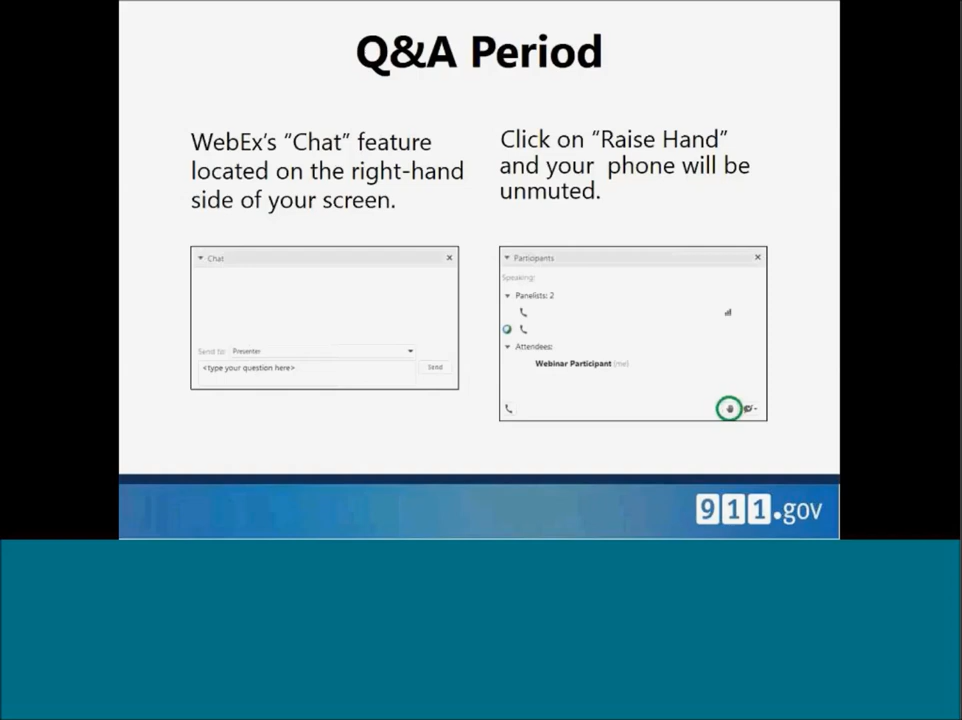 Q&A Period
WebEx's “Chat” feature
located on the right-hand
side of your screen.
Click on “Raise Hand”
and your phone will be
unmuted.
Chat
Send to: Presenter
<type your question here>
Send
Participants
Speaking:
Panelists: 2
Attendees:
Webinar Participant (me)
911.gov